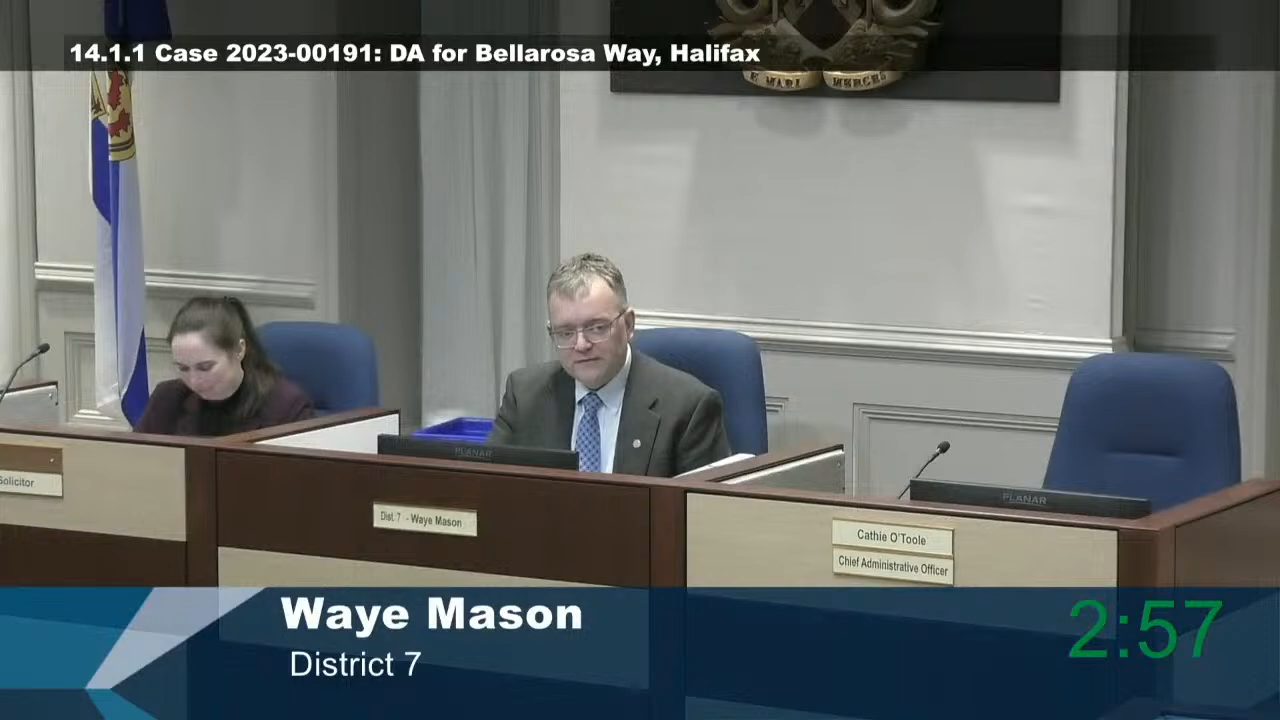 14.1.1 Case 2023-00191: DA for Bellarosa Way, Halifax
E MARI MERCES
PLANAR
PLANAR
Solicitor
Dist. 7 - Waye Mason
Cathie O'Toole
Chief Administrative Officer
Waye Mason
District 7
2:57